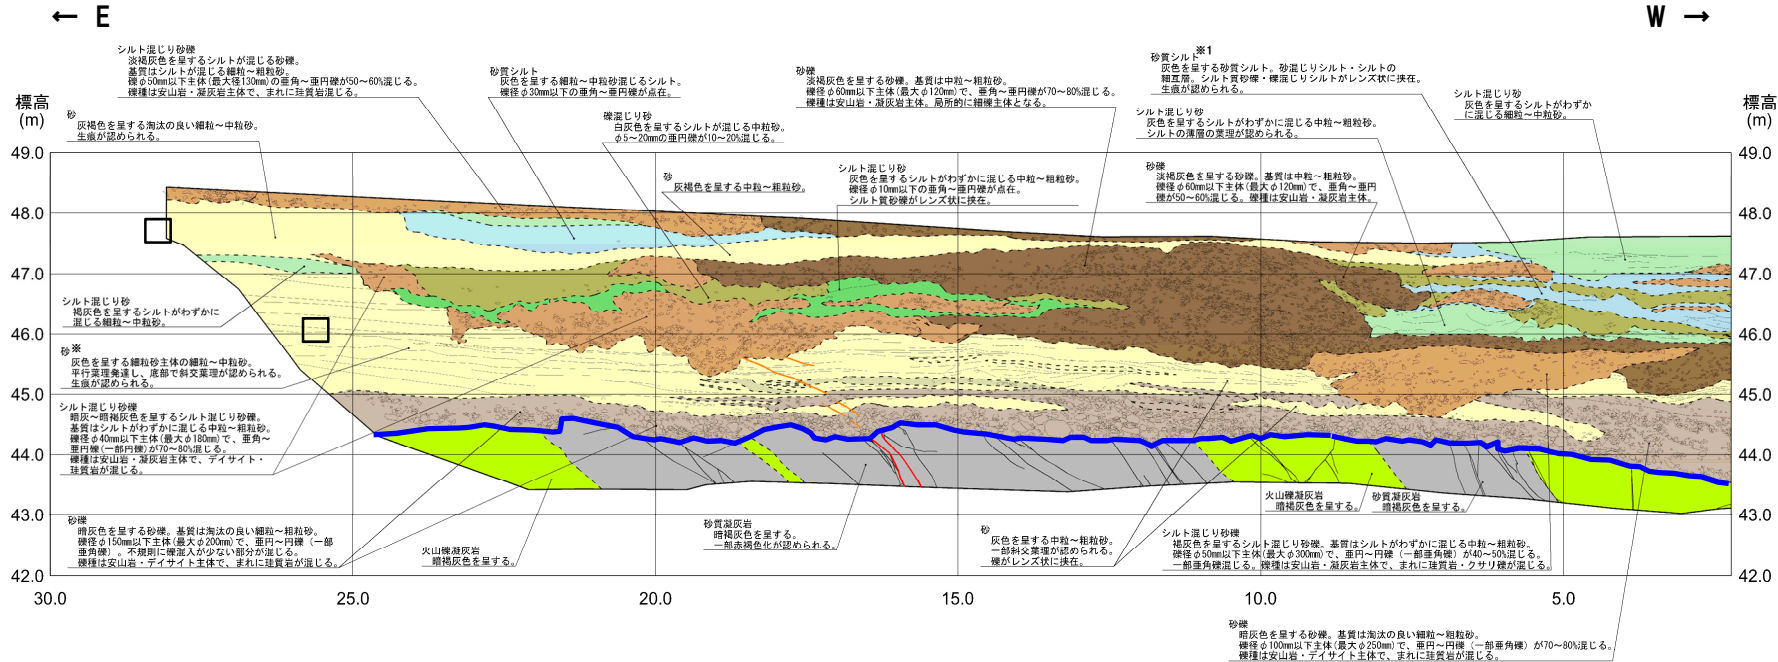 ← E
W →
標高
(m)
標高
(m)
シルト混じり砂礫
淡褐灰色を呈するシルトが混じる砂礫。
基質はシルトが混じる細粒～粗粒砂。
礫φ50mm以下主体(最大径130mm)の亜角～亜円礫が50～60%混じる。
礫種は安山岩・凝灰岩主体で、まれに珪質岩混じる。
砂
灰褐色を呈する淘汰の良い細粒～中粒砂。
生痕が認められる。
砂質シルト
灰色を呈する細粒～中粒砂混じるシルト。
礫径φ30mm以下の亜角～亜円礫が点在。
礫混じり砂
白灰色を呈するシルトが混じる中粒砂。
φ5～20mmの亜円礫が10～20%混じる。
砂
灰褐色を呈する中粒～粗粒砂。
砂礫
淡褐灰色を呈する砂礫。基質は中粒～粗粒砂。
礫径φ60mm以下主体(最大φ120mm)で、亜角～亜円礫が70～80%混じる。
礫種は安山岩・凝灰岩主体。局所的に細礫主体となる。
シルト混じり砂
灰色を呈するシルトがわずかに混じる中粒～粗粒砂。
礫径φ10mm以下の亜角～亜円礫が点在。
シルト質砂礫がレンズ状に挟在。
砂質シルト※1
灰色を呈する砂質シルト。砂混じりシルト・シルトの
細互層。シルト質砂礫・礫混じりシルトがレンズ状に挟在。
生痕が認められる。
シルト混じり砂
灰色を呈するシルトがわずかに混じる中粒～粗粒砂。
シルトの薄層の葉理が認められる。
砂礫
淡褐灰色を呈する砂礫。基質は中粒～粗粒砂。
礫径φ60mm以下主体(最大φ120mm)で、亜角～亜円
礫が50～60%混じる。礫種は安山岩・凝灰岩主体。
シルト混じり砂
灰色を呈するシルトがわずか
に混じる細粒～中粒砂。
49.0
48.0
47.0
46.0
45.0
44.0
43.0
42.0
49.0
48.0
47.0
46.0
45.0
44.0
43.0
42.0
シルト混じり砂
褐灰色を呈するシルトがわずかに
混じる細粒～中粒砂。
砂※
灰色を呈する細粒砂主体の細粒～中粒砂。
平行葉理発達し、底部で斜交葉理が認められる。
生痕が認められる。
シルト混じり砂礫
暗灰～暗褐灰色を呈するシルト混じり砂礫。
基質はシルトがわずかに混じる中粒～粗粒砂。
礫径φ40mm以下主体(最大φ180mm)で、亜角～
亜円礫(一部円礫)が70～80%混じる。
礫種は安山岩・凝灰岩主体で、デイサイト・
珪質岩が混じる。
砂礫
暗灰色を呈する砂礫。基質は淘汰の良い細粒～粗粒砂。
礫径φ150mm以下主体(最大φ200mm)で、亜円～円礫（一部
亜角礫）。不規則に礫混入が少ない部分が混じる。
礫種は安山岩・デイサイト主体で、まれに珪質岩が混じる。
火山礫凝灰岩
暗褐灰色を呈する。
砂質凝灰岩
暗褐灰色を呈する。
一部赤褐色化が認められる。
砂
灰色を呈する中粒～粗粒砂。
一部斜交葉理が認められる。
礫がレンズ状に挟在。
火山礫凝灰岩
暗褐灰色を呈する。
砂質凝灰岩
暗褐灰色を呈する。
シルト混じり砂礫
褐灰色を呈するシルト混じり砂礫。基質はシルトがわずかに混じる中粒～粗粒砂。
礫径φ50mm以下主体(最大φ300mm)で、亜円～円礫（一部亜角礫）が40～50%混じる。
一部亜角礫混じる。礫種は安山岩・凝灰岩主体で、まれに珪質岩・クサリ礫が混じる。
30.0
25.0
20.0
15.0
10.0
5.0
砂礫
暗灰色を呈する砂礫。基質は淘汰の良い細粒～粗粒砂。
礫径φ100mm以下主体(最大φ250mm)で、亜円～円礫（一部亜角礫）が70～80%混じる。
礫種は安山岩・デイサイト主体で、まれに珪質岩が混じる。